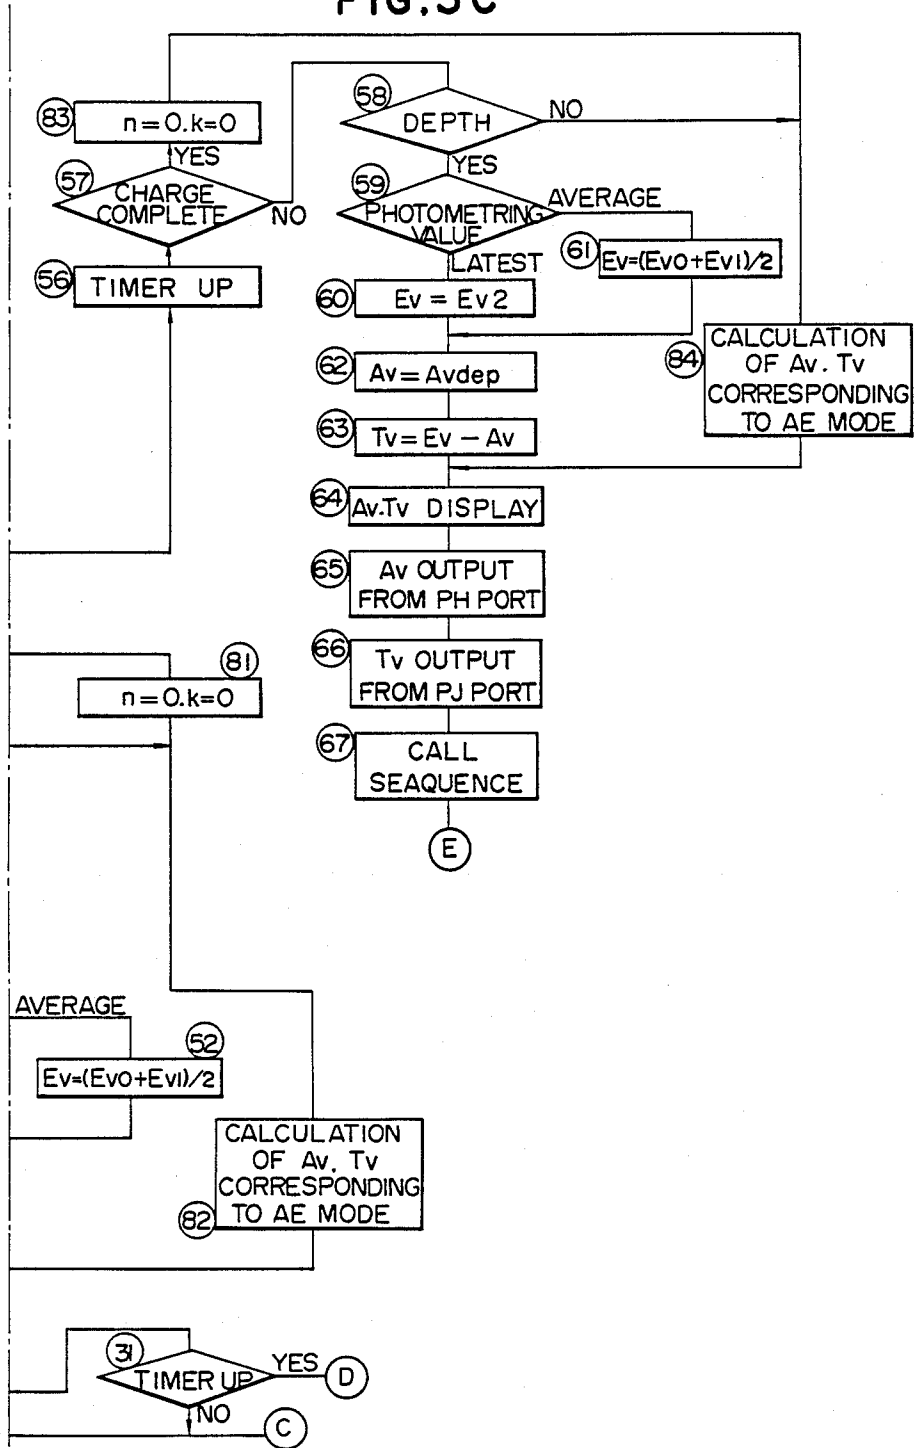 FIG.5C
83
n=0.k=0
YES
57
CHARGE
COMPLETE
NO
56
TIMER UP
58
DEPTH
NO
YES
59
PHOTOMETRING
VALUE
AVERAGE
LATEST
61
Ev=(Ev0+Ev1)/2
60
Ev = Ev2
62
Av=Avdep
63
Tv=Ev - Av
84
CALCULATION
OF Av. Tv
CORRESPONDING
TO AE MODE
64
Av.Tv DISPLAY
65
Av OUTPUT
FROM PH PORT
66
Tv OUTPUT
FROM PJ PORT
67
CALL
SEAQUENCE
E
81
n=0.k=0
AVERAGE
52
Ev=(Ev0+Ev1)/2
CALCULATION
OF Av. Tv
CORRESPONDING
TO AE MODE
82
31
TIMER UP
YES
D
NO
C